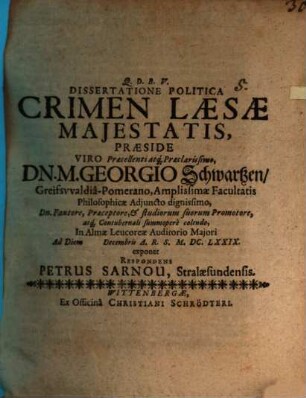 Q. D. B. V.
DISSERTATIONE POLITICA
CRIMEN LÆSÆ
MAJESTATIS,
PRÆSIDE
VIRO Præcellenti atq; Præclarissimo,
DN. M. GEORGIO Schwartzen/
Greifsvvaldiâ-Pomerano, Amplissimæ Facultatis
Philosophicæ Adjuncto dignissimo,
Dn. Fautore, Præceptore, & studiorum suorum Promotore,
atq; Contubernali summoperè colendo,
In Almæ Leucoreæ Auditorio Majori
Ad Diem Decembris A. R. S. M. DC. LXXIX.
exponet
RESPONDENS
PETRUS SARNOU, Stralæsundensis.
WITTENBERGÆ,
Ex Officinâ CHRISTIANI SCHRÖDTERI.